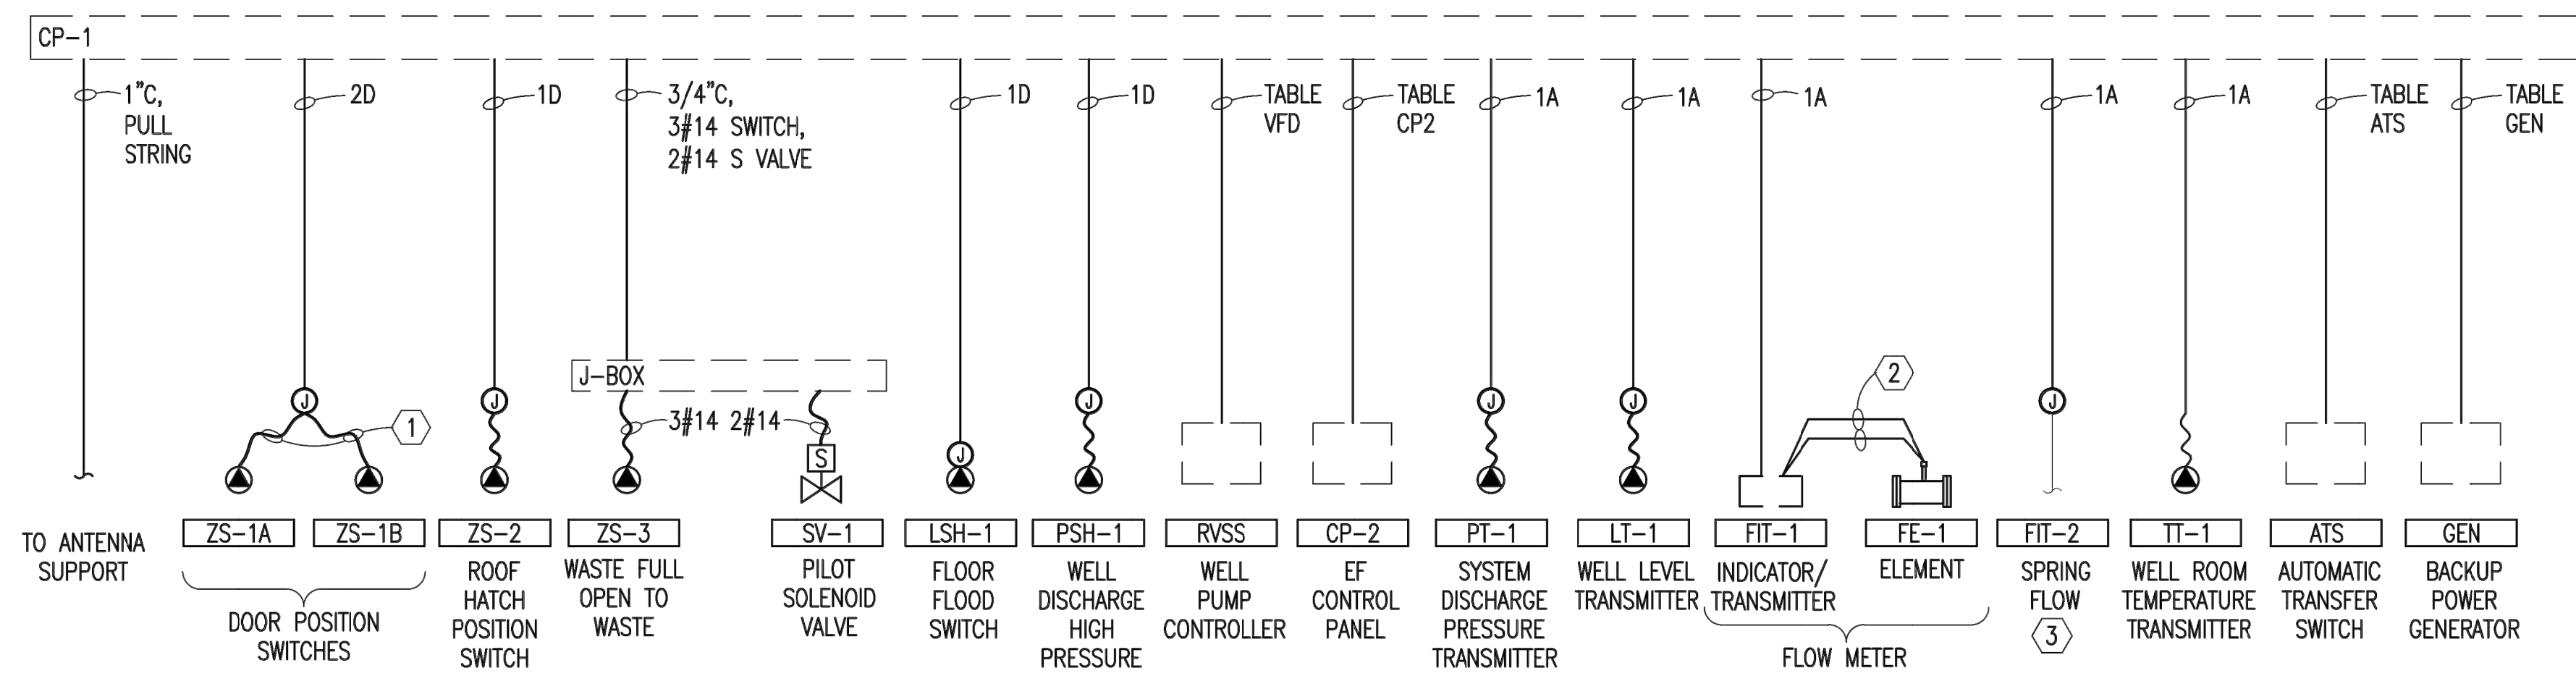 CP-1
1"C,
PULL
STRING
2D
1D
3/4"C,
3#14 SWITCH,
2#14 S VALVE
1D
1D
TABLE
VFD
TABLE
CP2
1A
1A
1A
1A
1A
TABLE
ATS
TABLE
GEN
J-BOX
J
J
J
J
J
J
J
1
3#14 2#14
S
2
TO ANTENNA
SUPPORT
ZS-1A
ZS-1B
DOOR POSITION
SWITCHES
ZS-2
ROOF
HATCH
POSITION
SWITCH
ZS-3
WASTE FULL
OPEN TO
WASTE
SV-1
PILOT
SOLENOID
VALVE
LSH-1
FLOOR
FLOOD
SWITCH
PSH-1
WELL
DISCHARGE
HIGH
PRESSURE
RVSS
WELL
PUMP
CONTROLLER
CP-2
EF
CONTROL
PANEL
PT-1
SYSTEM
DISCHARGE
PRESSURE
TRANSMITTER
LT-1
WELL LEVEL
TRANSMITTER
FIT-1
INDICATOR/
TRANSMITTER
FE-1
ELEMENT
FLOW METER
FIT-2
SPRING
FLOW
3
TT-1
WELL ROOM
TEMPERATURE
TRANSMITTER
ATS
AUTOMATIC
TRANSFER
SWITCH
GEN
BACKUP
POWER
GENERATOR